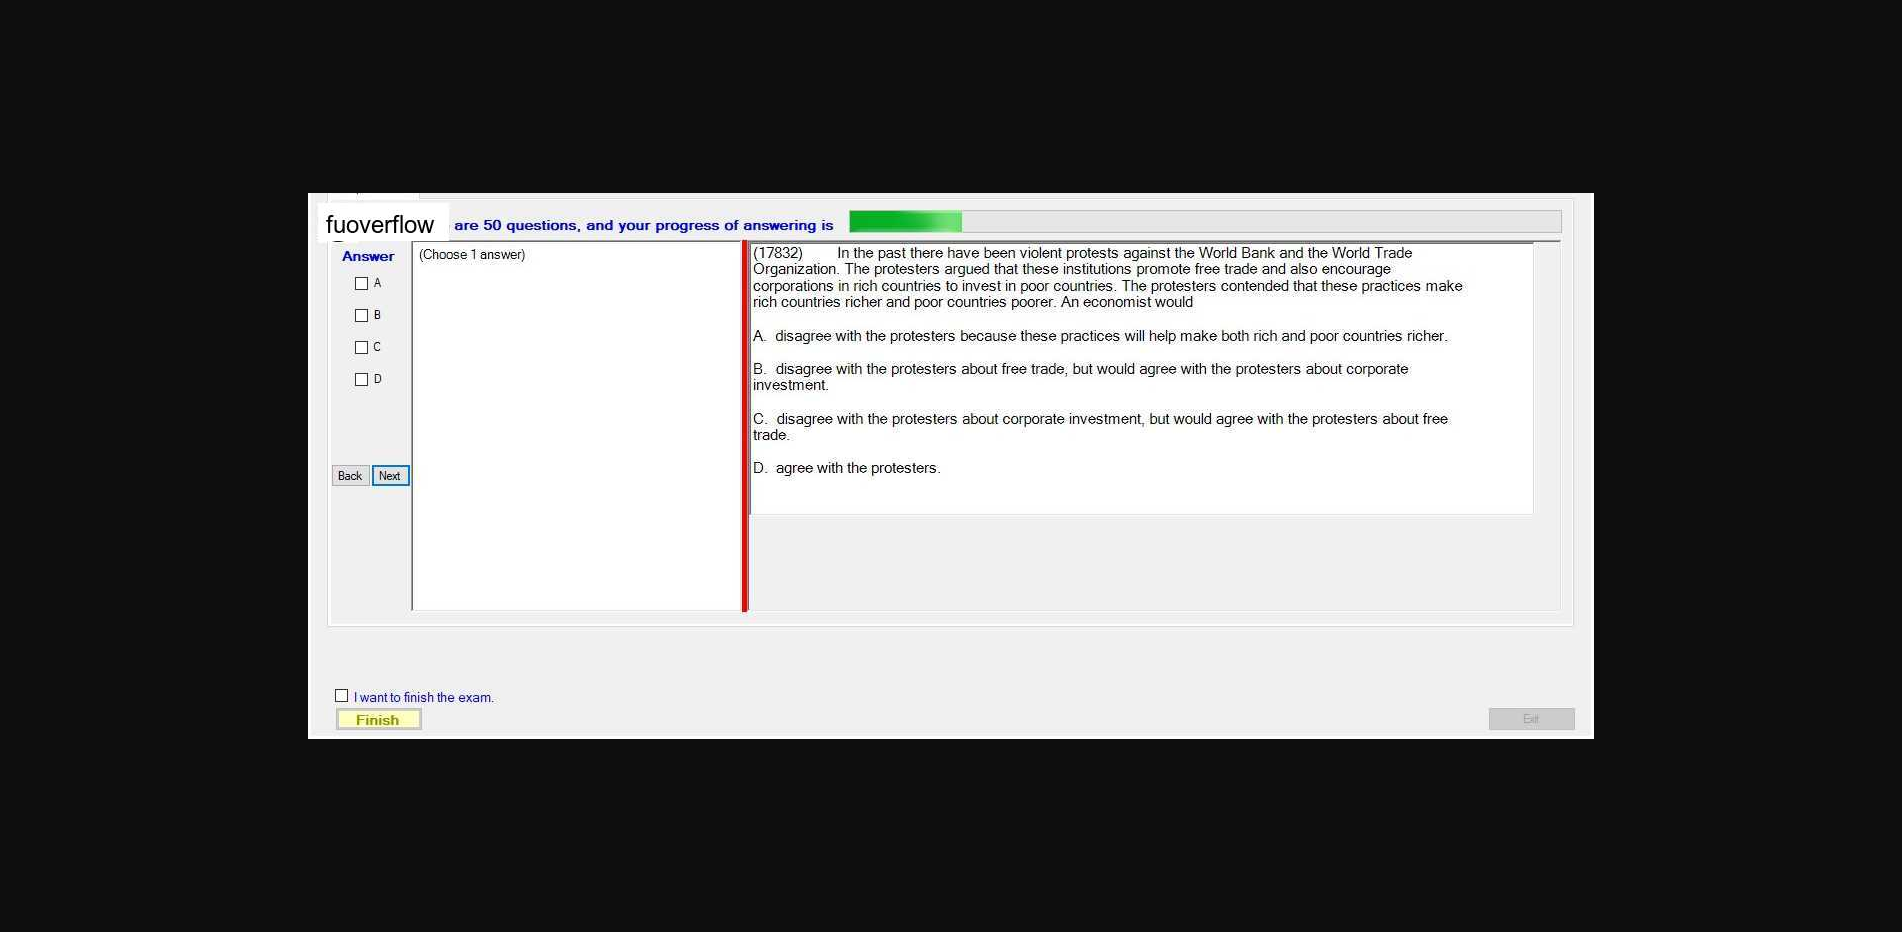 fuoverflow are 50 questions, and your progress of answering is
Answer
A
B
C
D
Back Next
(Choose 1 answer)
(17832) In the past there have been violent protests against the World Bank and the World Trade
Organization. The protesters argued that these institutions promote free trade and also encourage
corporations in rich countries to invest in poor countries. The protesters contended that these practices make
rich countries richer and poor countries poorer. An economist would
A. disagree with the protesters because these practices will help make both rich and poor countries richer.
B. disagree with the protesters about free trade, but would agree with the protesters about corporate
investment.
C. disagree with the protesters about corporate investment, but would agree with the protesters about free
trade.
D. agree with the protesters.
I want to finish the exam.
Finish
Exit